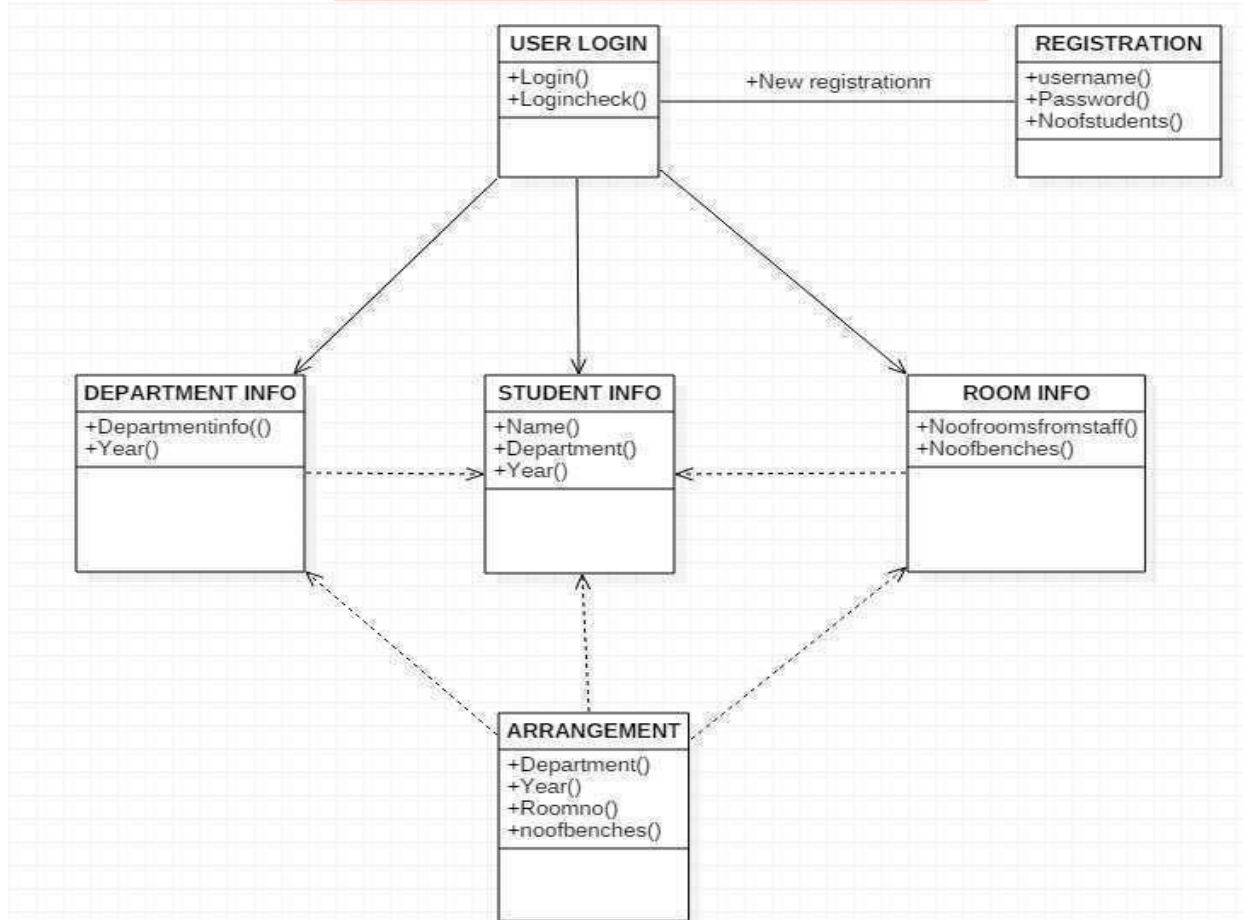 USER LOGIN
+Login()
+Logincheck()
+New registrationn
REGISTRATION
+username()
+Password()
+Noofstudents()
DEPARTMENT INFO
+Departmentinfo(()
+Year()
STUDENT INFO
+Name()
+Department()
+Year()
ROOM INFO
+Noofroomsfromstaff()
+Noofbenches()
ARRANGEMENT
+Department()
+Year()
+Roomno()
+noofbenches()